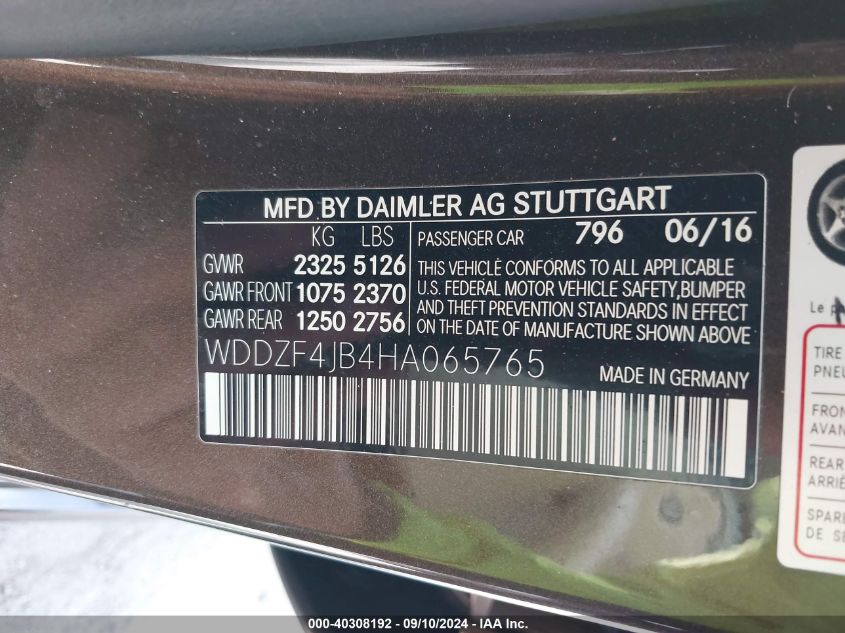 MFD.BY DAIMLER AG STUTTGART
KG LBS
GVWR 2325 5126
GAWR FRONT 1075 2370
GAWR REAR 1250 2756
PASSENGER CAR 796 06/16
THIS VEHICLE CONFORMS TO ALL APPLICABLE
U.S. FEDERAL MOTOR VEHICLE SAFETY,BUMPER
AND THEFT PREVENTION STANDARDS IN EFFECT
ON THE DATE OF MANUFACTURE SHOWN ABOVE
WDDZF4JB4HA065765
MADE IN GERMANY
Le
TIRE
PNEU
FRON
AVAN
REAR
ARRIÈ
SPARE
DE SE
000-40308192 - 09/10/2024 - IAA Inc.